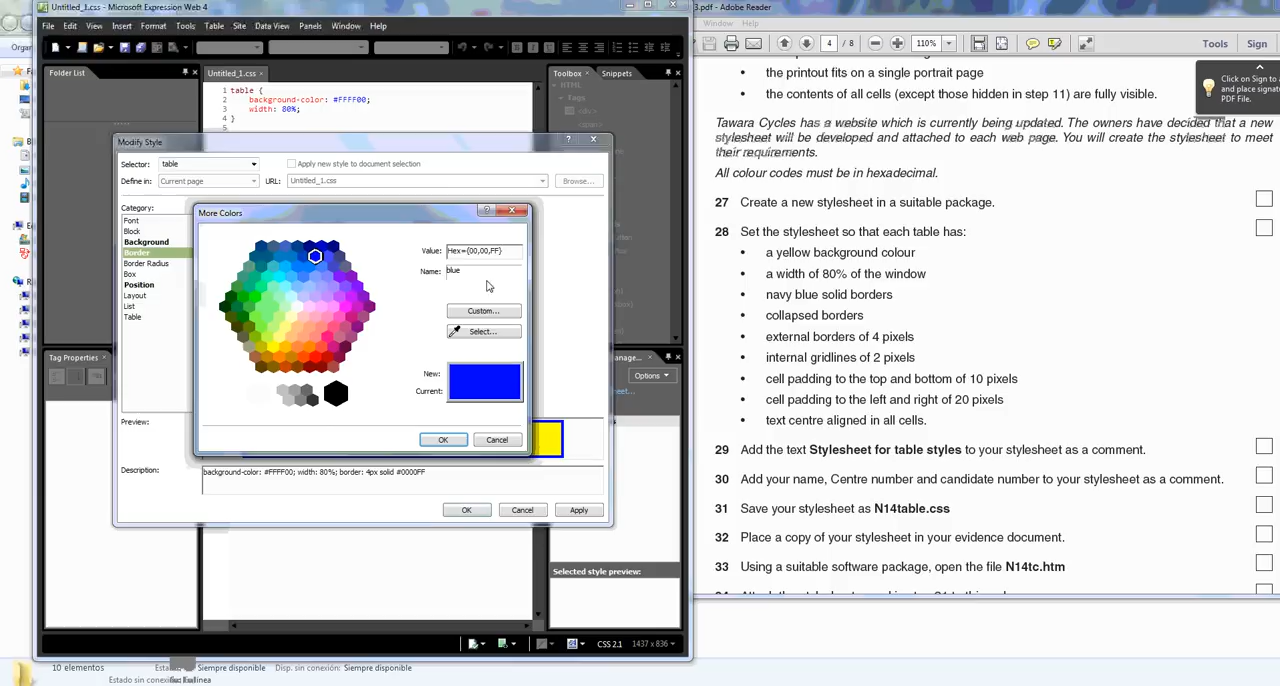 Untitled_1.css - Microsoft Expression Web 4
File Edit View Insert Format Tools Table Site Data View Panels Window Help
Folder List
Untitled_1.css
1 table {
2 background-color: #FFFF00;
3 width: 80%;
4 }
5
Toolbox Snippets
HTML
Tags
<div>
<span>
Modify Style
Selector: table
Apply new style to document selection
Define in: Current page
URL: Untitled_1.css
Browse...
Category:
Font
Block
Background
Border
Border Radius
Box
Position
Layout
List
Table
More Colors
Value: Hex={00,00,FF}
Name: blue
Custom...
Select...
New:
Current:
OK Cancel
Preview:
Description: background-color: #FFFF00; width: 80%; border: 4px solid #0000FF
OK Cancel Apply
Tag Properties
Options
Selected style preview:
CSS 2.1 1437 x 836
10 elementos
Siempre disponible Disp. sin conexión: Siempre disponible
Estado sin conexión:
3.pdf - Adobe Reader
Window Help
4 / 8 110% Tools Sign
Click on Sign to a
and place signatu
PDF File.
• the printout fits on a single portrait page
• the contents of all cells (except those hidden in step 11) are fully visible.
Tawara Cycles has a website which is currently being updated. The owners have decided that a new
stylesheet will be developed and attached to each web page. You will create the stylesheet to meet
their requirements.
All colour codes must be in hexadecimal.
27 Create a new stylesheet in a suitable package.
28 Set the stylesheet so that each table has:
• a yellow background colour
• a width of 80% of the window
• navy blue solid borders
• collapsed borders
• external borders of 4 pixels
• internal gridlines of 2 pixels
• cell padding to the top and bottom of 10 pixels
• cell padding to the left and right of 20 pixels
• text centre aligned in all cells.
29 Add the text Stylesheet for table styles to your stylesheet as a comment.
30 Add your name, Centre number and candidate number to your stylesheet as a comment.
31 Save your stylesheet as N14table.css
32 Place a copy of your stylesheet in your evidence document.
33 Using a suitable software package, open the file N14tc.htm